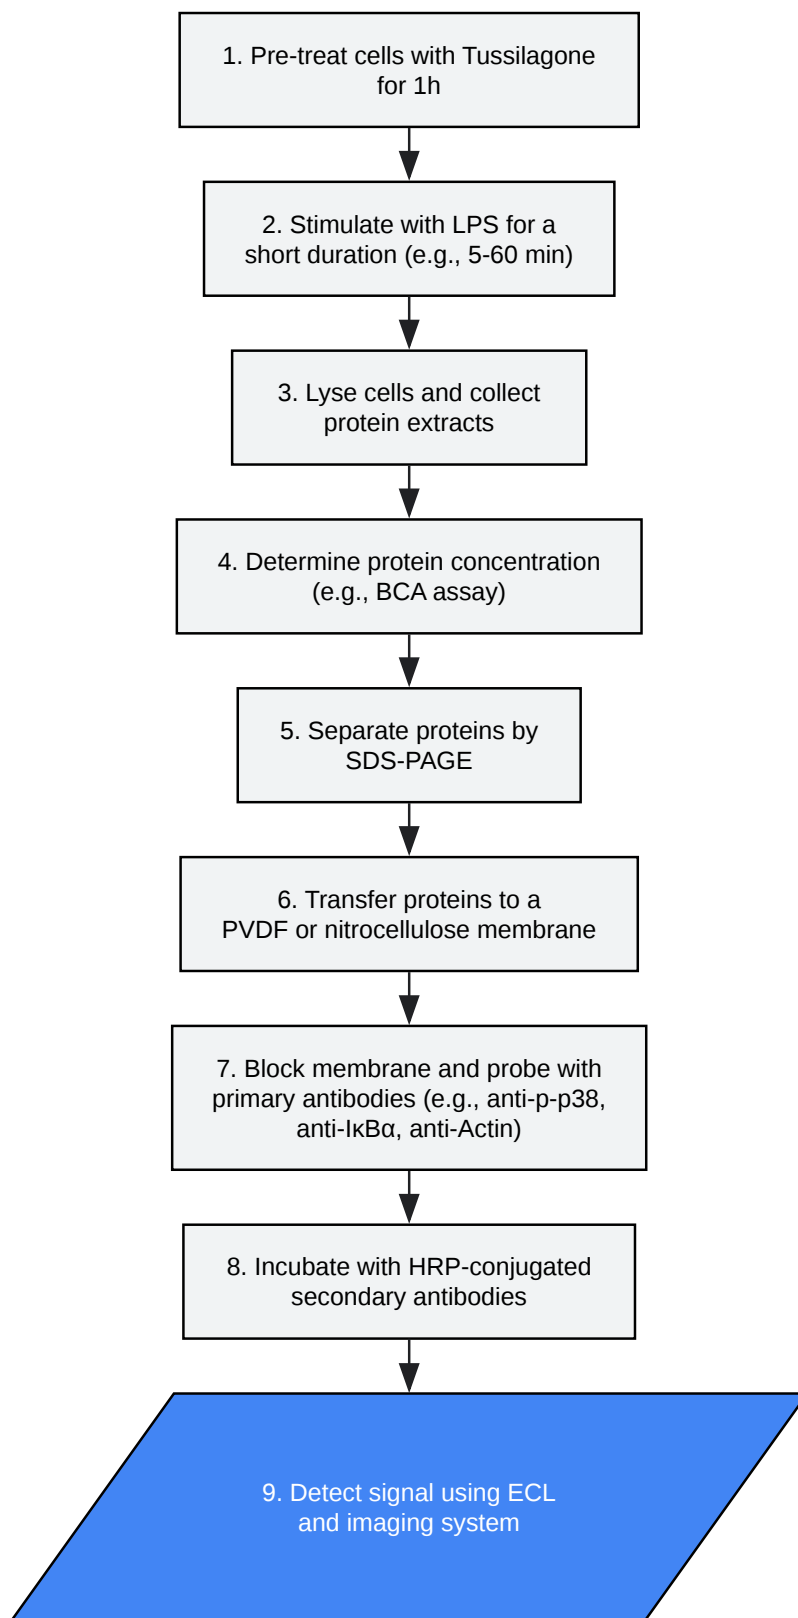 1. Pre-treat cells with Tussilagone
for 1h
2. Stimulate with LPS for a
short duration (e.g., 5-60 min)
3. Lyse cells and collect
protein extracts
4. Determine protein concentration
(e.g., BCA assay)
5. Separate proteins by
SDS-PAGE
6. Transfer proteins to a
PVDF or nitrocellulose membrane
7. Block membrane and probe with
primary antibodies (e.g., anti-p-p38,
anti-IκBα, anti-Actin)
8. Incubate with HRP-conjugated
secondary antibodies
9. Detect signal using ECL
and imaging system